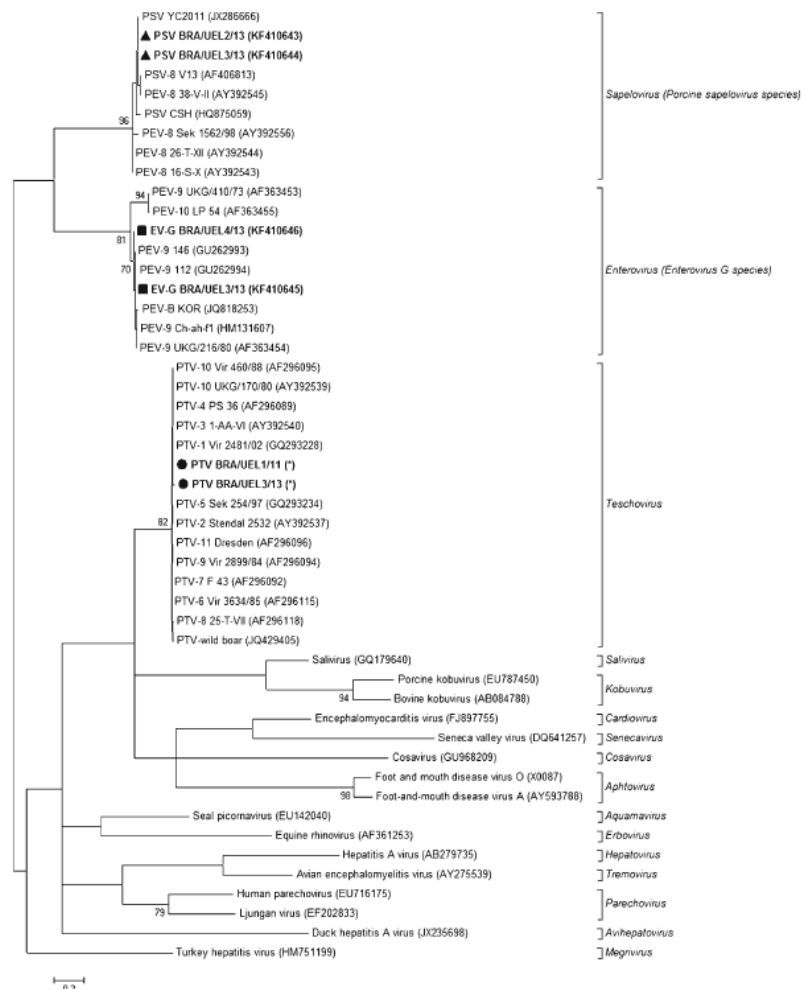 PSV YC2011 (JX286666)
PSV BRA/UEL2/13 (KF410643)
PSV BRA/UEL3/13 (KF410644)
PSV-8 V13 (AF406813)
PEV-8 38-V-II (AY392545)
96
PSV CSH (HQ875059)
PEV-8 Sek 1562/98 (AY392556)
PEV-8 26-T-XII (AY392544)
PEV-8 16-S-X (AY392543)
Sapelovirus (Porcine sapelovirus species)
94
PEV-9 UKG/410/73 (AF363453)
PEV-10 LP 54 (AF363455)
81
EV-G BRA/UEL4/13 (KF410646)
PEV-9 146 (GU262993)
70
PEV-9 112 (GU262994)
EV-G BRA/UEL3/13 (KF410645)
PEV-B KOR (JQ818253)
PEV-9 Ch-ah-f1 (HM131607)
PEV-9 UKG/216/80 (AF363454)
Enterovirus (Enterovirus G species)
PTV-10 Vir 460/88 (AF296095)
PTV-10 UKG/170/80 (AY392539)
PTV-4 PS 36 (AF296089)
PTV-3 1-AA-VI (AY392540)
PTV-1 Vir 2481/02 (GQ293228)
PTV BRA/UEL1/11 (*)
PTV BRA/UEL3/13 (*)
PTV-5 Sek 254/97 (GQ293234)
82
PTV-2 Stendal 2532 (AY392537)
PTV-11 Dresden (AF296096)
PTV-9 Vir 2899/84 (AF296094)
PTV-7 F 43 (AF296092)
PTV-6 Vir 3634/85 (AF296115)
PTV-8 25-T-VII (AF296118)
PTV-wild boar (JQ429405)
Teschovirus
Salivirus (GQ179640)
Salivirus
Porcine kobuvirus (EU787450)
94
Bovine kobuvirus (AB084788)
Kobuvirus
Encephalomyocarditis virus (FJ897755)
Cardiovirus
Seneca valley virus (DQ641257)
Senecavirus
Cosavirus (GU968209)
Cosavirus
Foot and mouth disease virus O (X0087)
98
Foot-and-mouth disease virus A (AY593788)
Aphtovirus
Seal picornavirus (EU142040)
Aquamavirus
Equine rhinovirus (AF361253)
Erbovirus
Hepatitis A virus (AB279735)
Hepatovirus
Avian encephalomyelitis virus (AY275539)
Tremovirus
Human parechovirus (EU716175)
79
Ljungan virus (EF202833)
Parechovirus
Duck hepatitis A virus (JX235698)
Avihepatovirus
Turkey hepatitis virus (HM751199)
Megrivirus
0.2